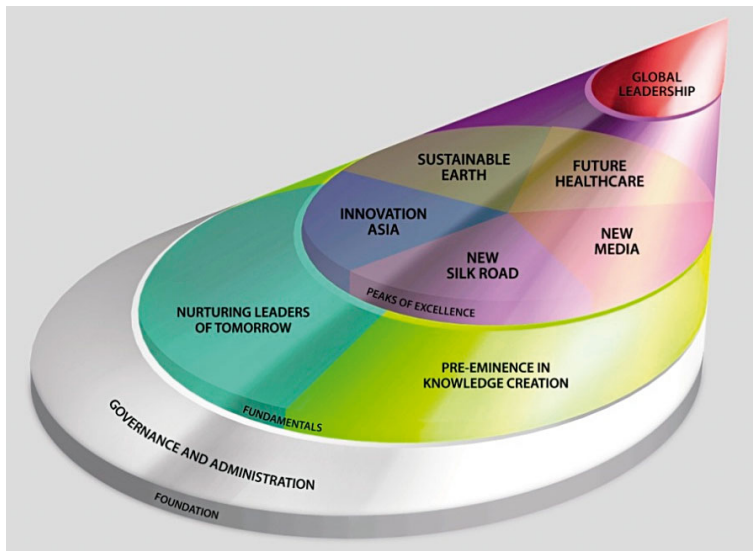 GLOBAL
LEADERSHIP
SUSTAINABLE
EARTH
FUTURE
HEALTHCARE
INNOVATION
ASIA
NEW
MEDIA
NEW
SILK ROAD
PEAKS OF EXCELLENCE
NURTURING LEADERS
OF TOMORROW
PRE-EMINENCE IN
KNOWLEDGE CREATION
FUNDAMENTALS
GOVERNANCE AND ADMINISTRATION
FOUNDATION